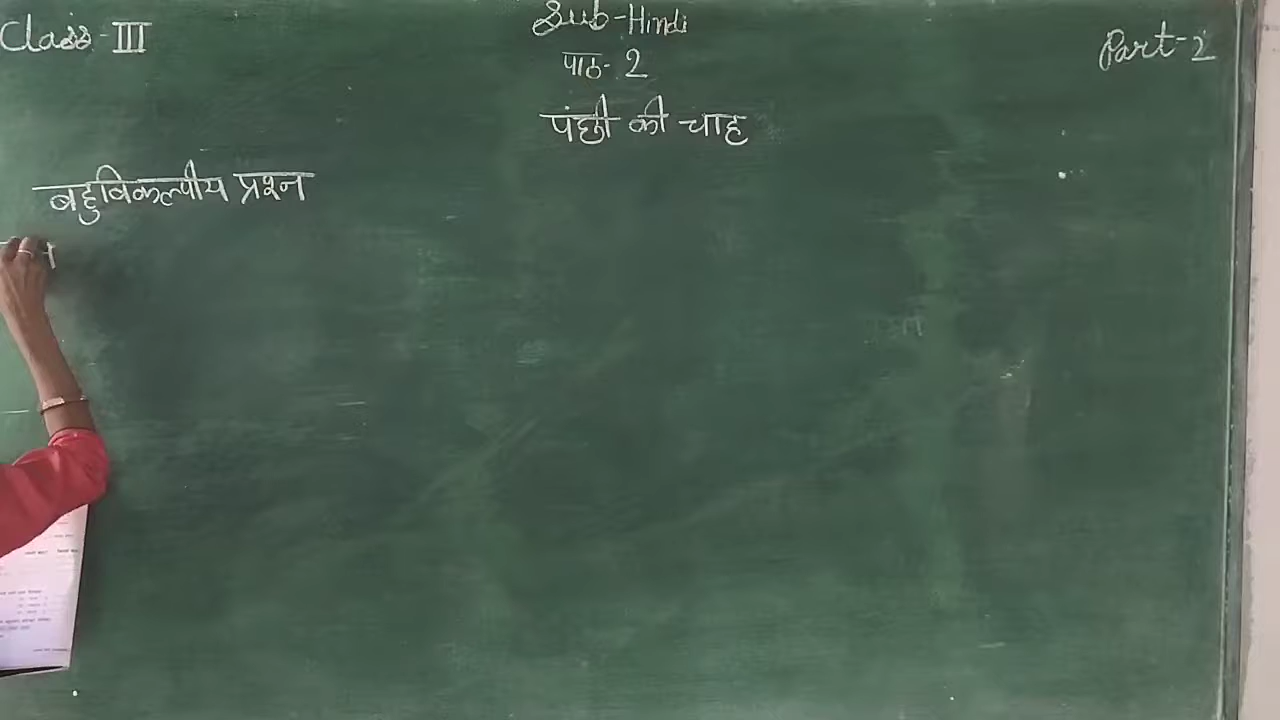 Class-III
Sub-Hindi
पाठ-2
Part-2
पंछी की चाह
बहुविकल्पीय प्रश्न